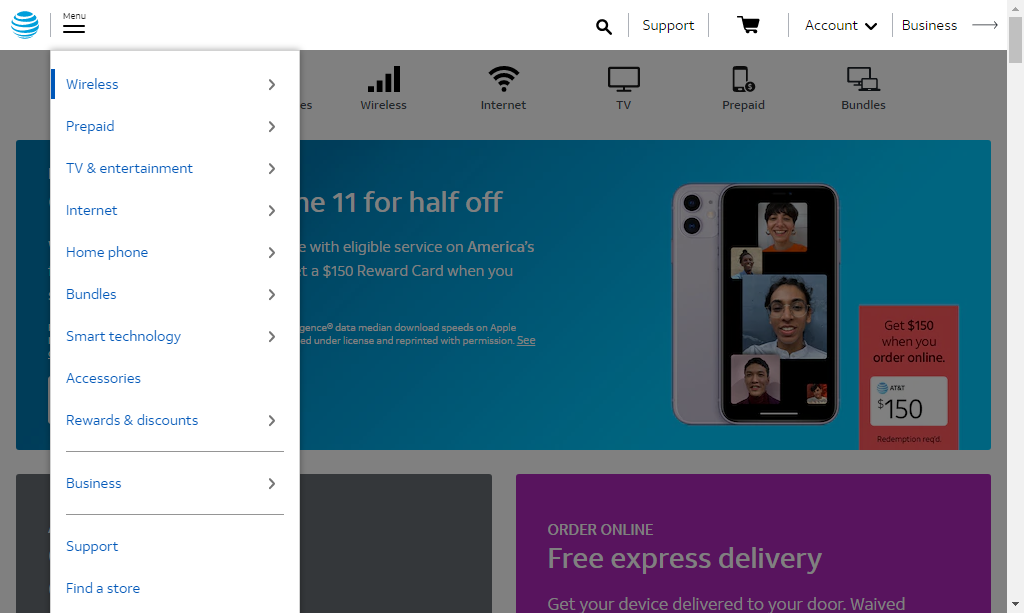 Menu
Support
Account
Business
Wireless
Prepaid
TV & entertainment
Internet
Home phone
Bundles
Smart technology
Accessories
Rewards & discounts
Business
Support
Find a store
es
Wireless
Internet
TV
Prepaid
Bundles
ne 11 for half off
e with eligible service on America's
t a $150 Reward Card when you
igence® data median download speeds on Apple
ed under license and reprinted with permission. See
Get $150
when you
order online.
AT&T
$150
Redemption req'd.
ORDER ONLINE
Free express delivery
Get your device delivered to your door. Waived